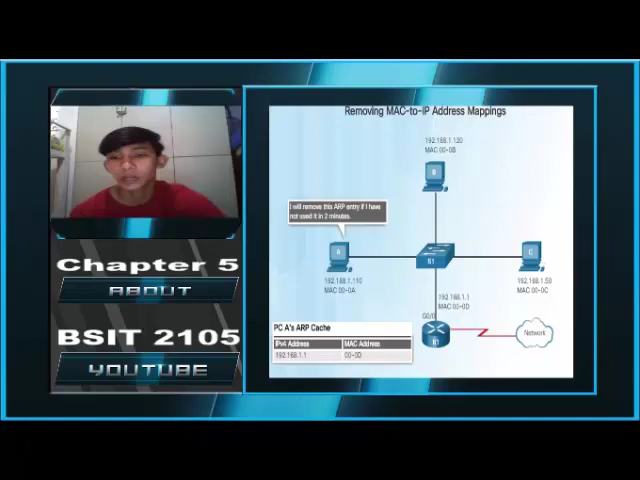 Removing MAC-to-IP Address Mappings
192.168.1.120
MAC 00-0B
B
I will remove this ARP entry if I have
not used it in 2 minutes.
A
S1
C
192.168.1.110
MAC 00-0A
192.168.1.50
MAC 00-0C
192.168.1.1
MAC 00-0D
G0/0
R1
Network
PC A's ARP Cache
IPv4 Address MAC Address
192.168.1.1 00-0D
Chapter 5
ABOUT
BSIT 2105
YOUTUBE